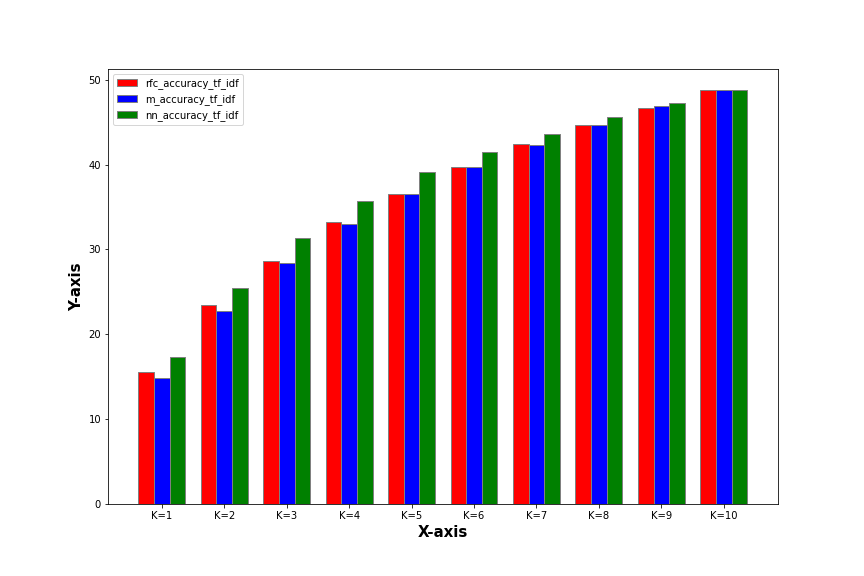 rfc_accuracy_tf_idf
m_accuracy_tf_idf
nn_accuracy_tf_idf
50
40
30
20
10
0
Y-axis
K=1 K=2 K=3 K=4 K=5 K=6 K=7 K=8 K=9 K=10
X-axis